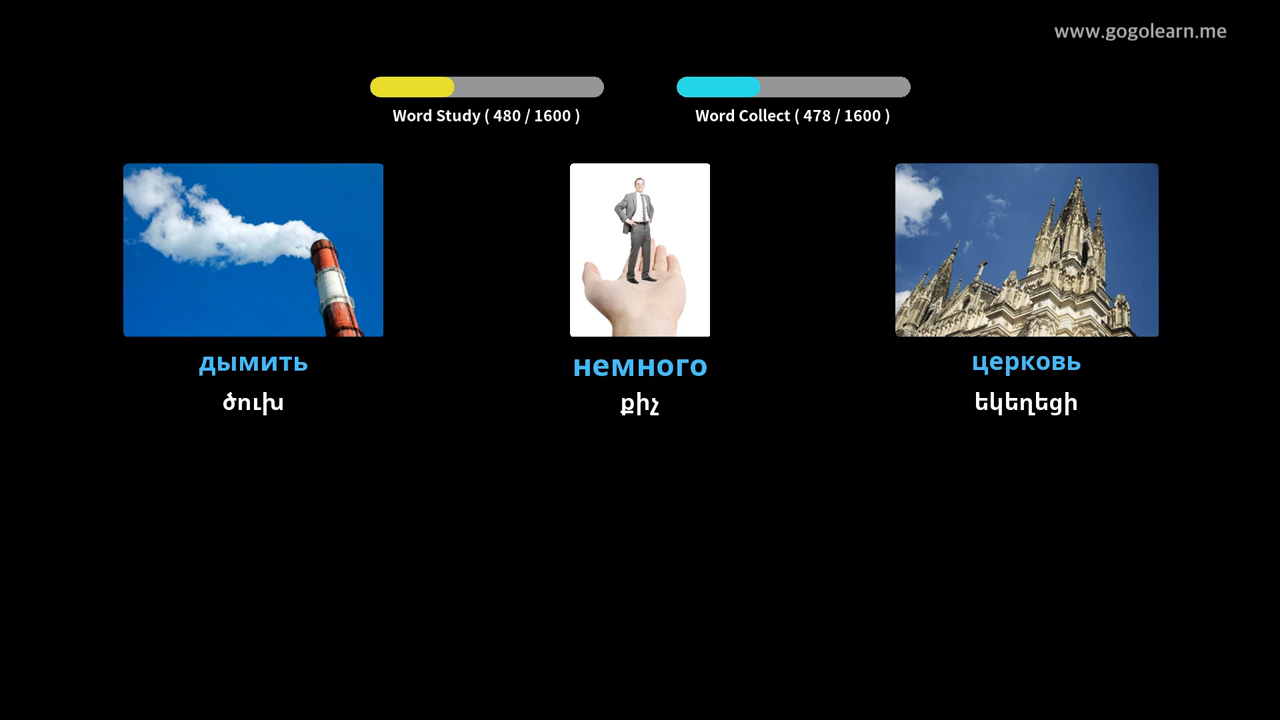 www.gogolearn.me
Word Study ( 480 / 1600 )
Word Collect ( 478 / 1600 )
дымить
немного
церковь
ծուխ
քիչ
եկեղեցի